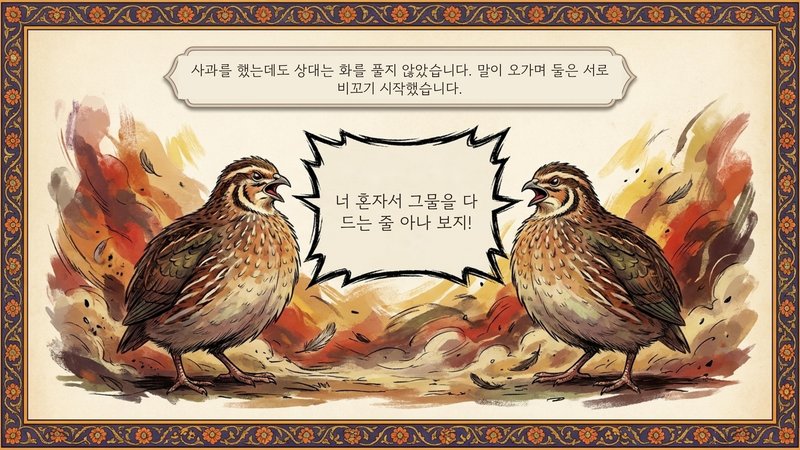 사과를 했는데도 상대는 화를 풀지 않았습니다. 말이 오가며 둘은 서로
비꼬기 시작했습니다.
너 혼자서 그물을 다
드는 줄 아나 보지!